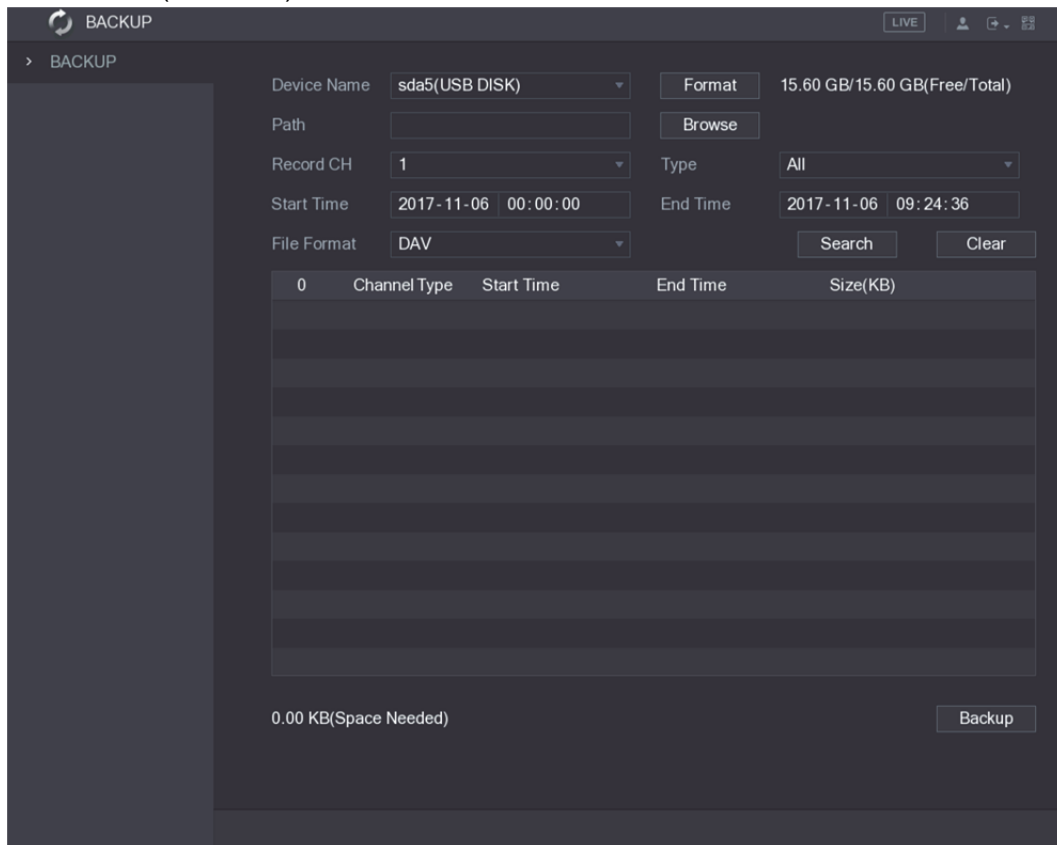 BACKUP LIVE
BACKUP
Device Name sda5(USB DISK) Format 15.60 GB/15.60 GB(Free/Total)
Path Browse
Record CH 1 Type All
Start Time 2017-11-06 00:00:00 End Time 2017-11-06 09:24:36
File Format DAV Search Clear
0 Channel Type Start Time End Time Size(KB)
0.00 KB(Space Needed) Backup